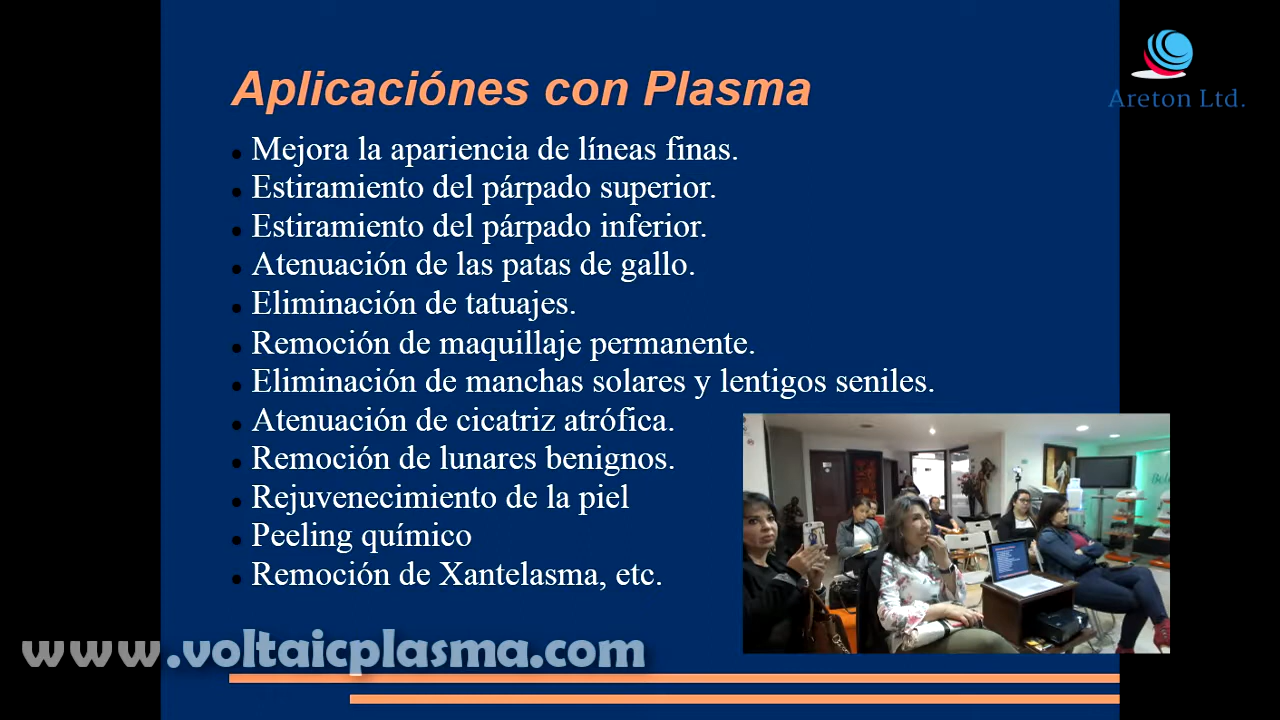 Aplicaciónes con Plasma
Areton Ltd.
Mejora la apariencia de líneas finas.
Estiramiento del párpado superior.
Estiramiento del párpado inferior.
Atenuación de las patas de gallo.
Eliminación de tatuajes.
Remoción de maquillaje permanente.
Eliminación de manchas solares y lentigos seniles.
Atenuación de cicatriz atrófica.
Remoción de lunares benignos.
Rejuvenecimiento de la piel
Peeling químico
Remoción de Xantelasma, etc.
www.voltaicplasma.com